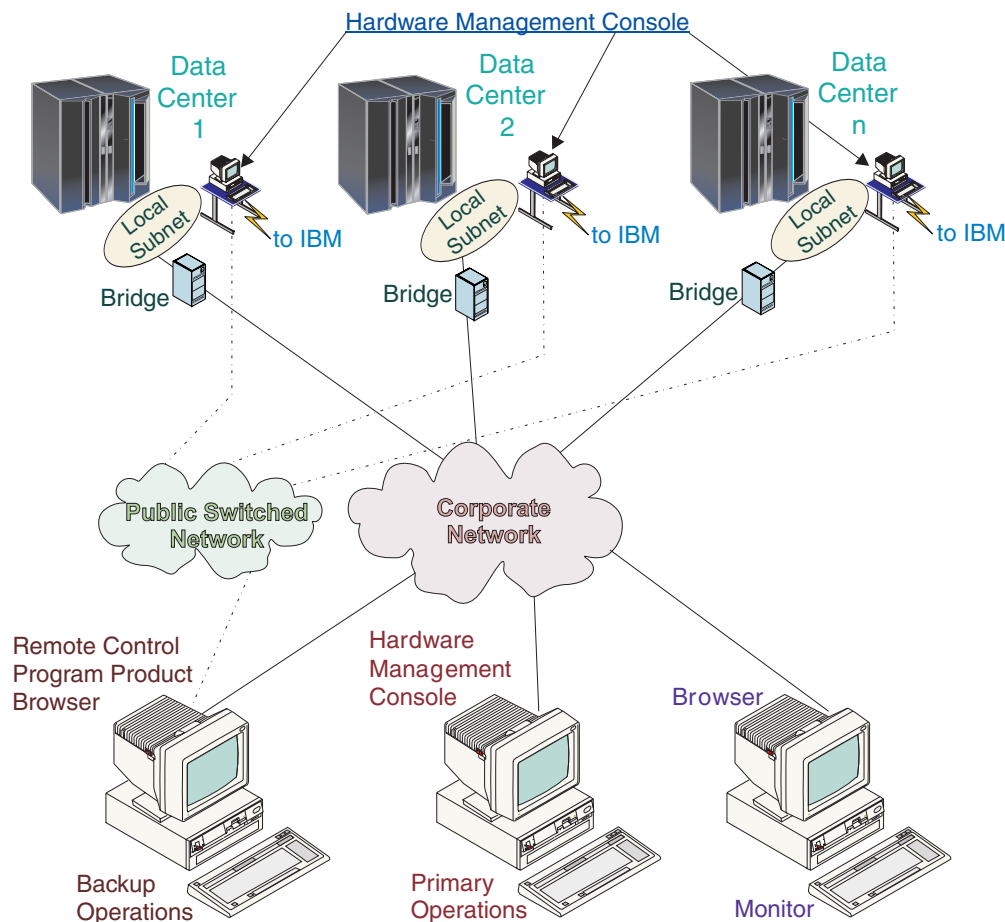 Hardware Management Console
Data
Center
1
Data
Center
2
Data
Center
n
Local
Subnet
to IBM
Bridge
Local
Subnet
to IBM
Bridge
Local
Subnet
to IBM
Bridge
Public Switched
Network
Corporate
Network
Remote Control
Program Product
Browser
Hardware
Management
Console
Browser
Backup
Operations
Primary
Operations
Monitor